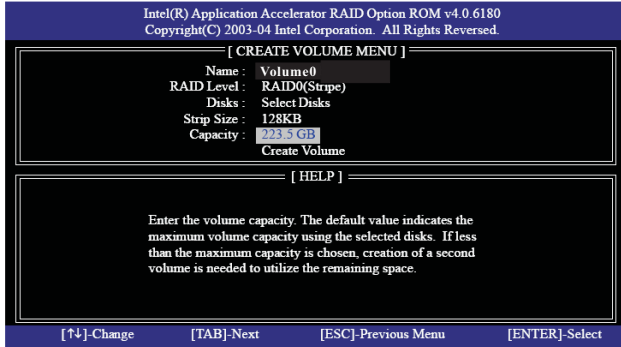 Intel(R) Application Accelerator RAID Option ROM v4.0.6180
Copyright(C) 2003-04 Intel Corporation. All Rights Reversed.
[ CREATE VOLUME MENU ]
Name : Volume0
RAID Level : RAID0(Stripe)
Disks : Select Disks
Strip Size : 128KB
Capacity : 223.5 GB
Create Volume
[ HELP ]
Enter the volume capacity. The default value indicates the
maximum volume capacity using the selected disks. If less
than the maximum capacity is chosen, creation of a second
volume is needed to utilize the remaining space.
[↑↓]-Change [TAB]-Next [ESC]-Previous Menu [ENTER]-Select